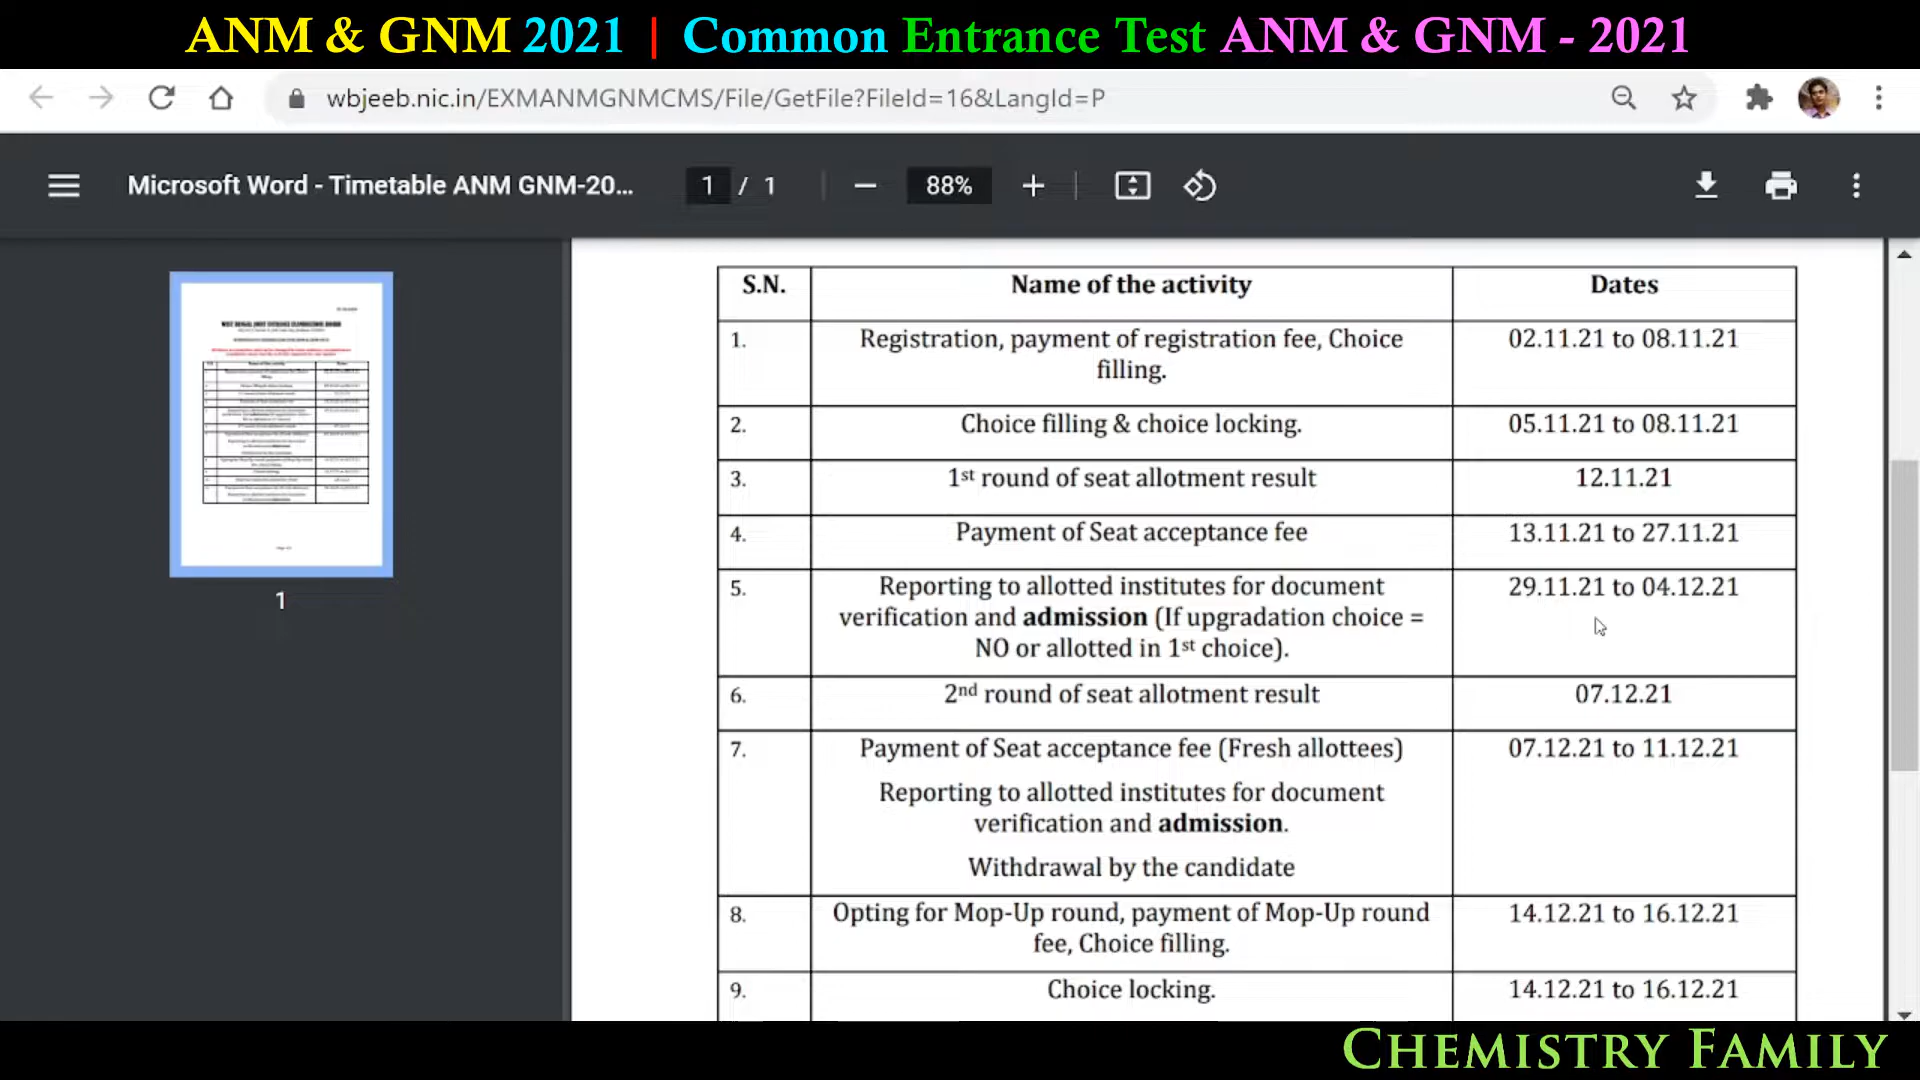 ANM & GNM 2021 | Common Entrance Test ANM & GNM - 2021
wbjeeb.nic.in/EXMANMGNMCMS/File/GetFile?FileId=16&LangId=P
Microsoft Word - Timetable ANM GNM-20... 1 / 1 88%
1
S.N. Name of the activity Dates
1. Registration, payment of registration fee, Choice 02.11.21 to 08.11.21
filling.
2. Choice filling & choice locking. 05.11.21 to 08.11.21
3. 1st round of seat allotment result 12.11.21
4. Payment of Seat acceptance fee 13.11.21 to 27.11.21
5. Reporting to allotted institutes for document 29.11.21 to 04.12.21
verification and admission (If upgradation choice =
NO or allotted in 1st choice).
6. 2nd round of seat allotment result 07.12.21
7. Payment of Seat acceptance fee (Fresh allottees) 07.12.21 to 11.12.21
Reporting to allotted institutes for document
verification and admission.
Withdrawal by the candidate
8. Opting for Mop-Up round, payment of Mop-Up round 14.12.21 to 16.12.21
fee, Choice filling.
9. Choice locking. 14.12.21 to 16.12.21
CHEMISTRY FAMILY